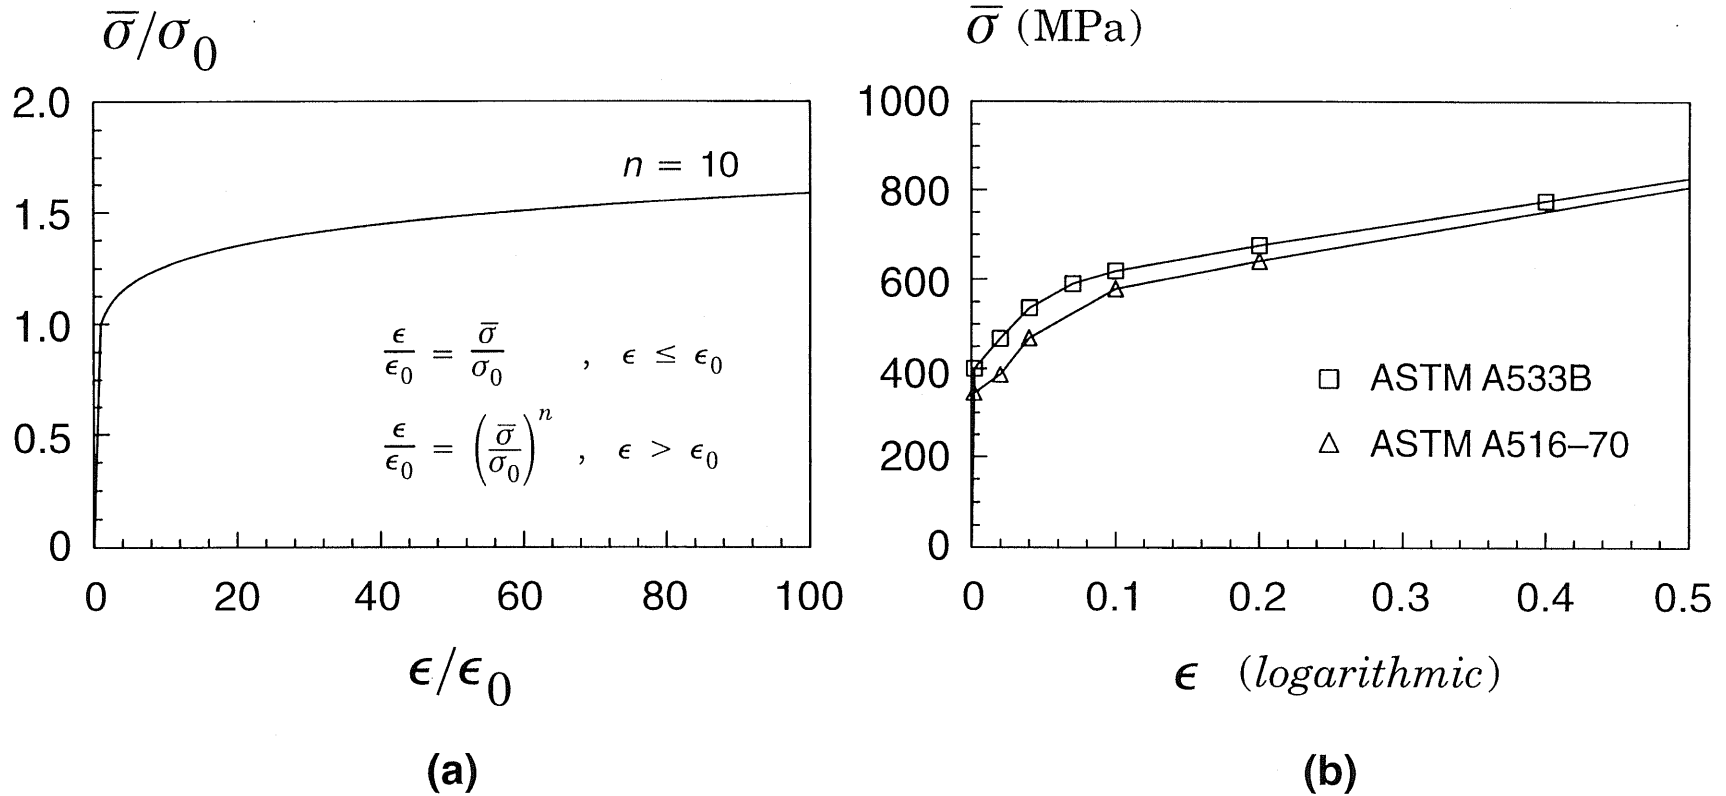 σ̅/σ₀
2.0
1.5
1.0
0.5
0
n = 10
ϵ/ϵ₀ = σ̅/σ₀ , ϵ ≤ ϵ₀
ϵ/ϵ₀ = (σ̅/σ₀)ⁿ , ϵ > ϵ₀
0 20 40 60 80 100
ϵ/ϵ₀
(a)
σ̅ (MPa)
1000
800
600
400
200
0
ASTM A533B
ASTM A516–70
0 0.1 0.2 0.3 0.4 0.5
ϵ (logarithmic)
(b)